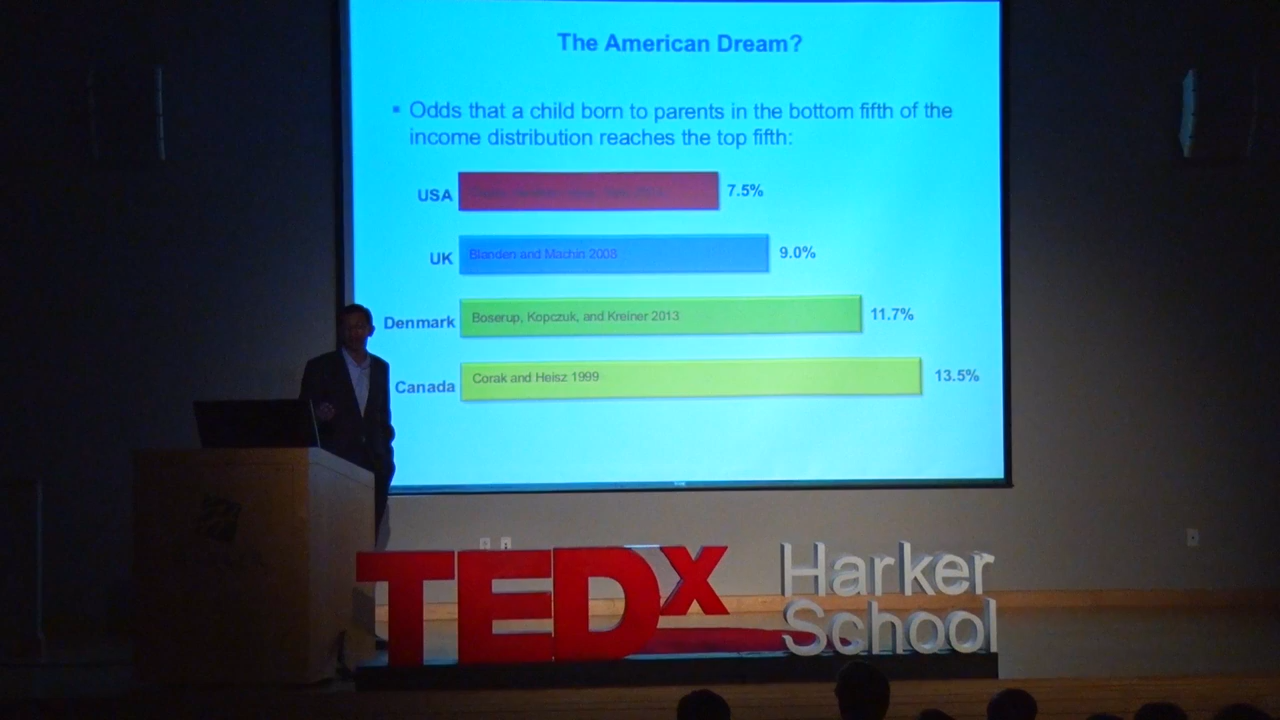 The American Dream?
▪ Odds that a child born to parents in the bottom fifth of the
income distribution reaches the top fifth:
USA 7.5%
UK Blanden and Machin 2008 9.0%
Denmark Boserup, Kopczuk, and Kreiner 2013 11.7%
Canada Corak and Heisz 1999 13.5%
TEDx Harker
School